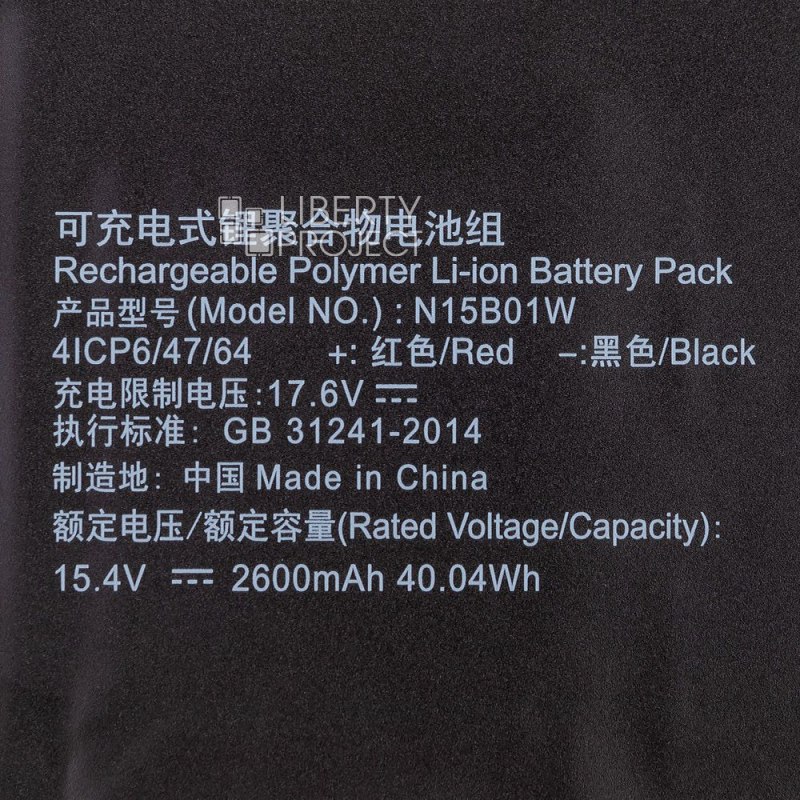 LIBERTY
PROJECT
可充电式锂聚合物电池组
Rechargeable Polymer Li-ion Battery Pack
产品型号(Model NO.) : N15B01W
4ICP6/47/64 +: 红色/Red -:黑色/Black
充电限制电压:17.6V ⎓
执行标准: GB 31241-2014
制造地: 中国 Made in China
额定电压/额定容量(Rated Voltage/Capacity):
15.4V ⎓ 2600mAh 40.04Wh